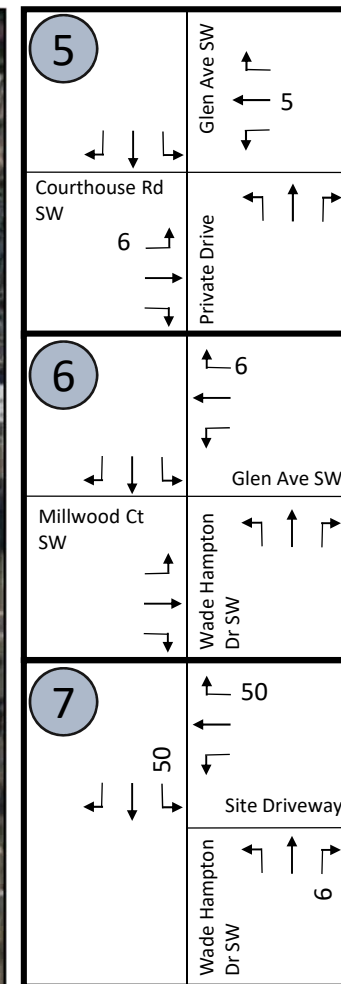 5
Glen Ave SW
5
Courthouse Rd
SW
6
Private Drive
6
6
Glen Ave SW
Millwood Ct
SW
Wade Hampton
Dr SW
7
50
50
Site Driveway
Wade Hampton
Dr SW
6